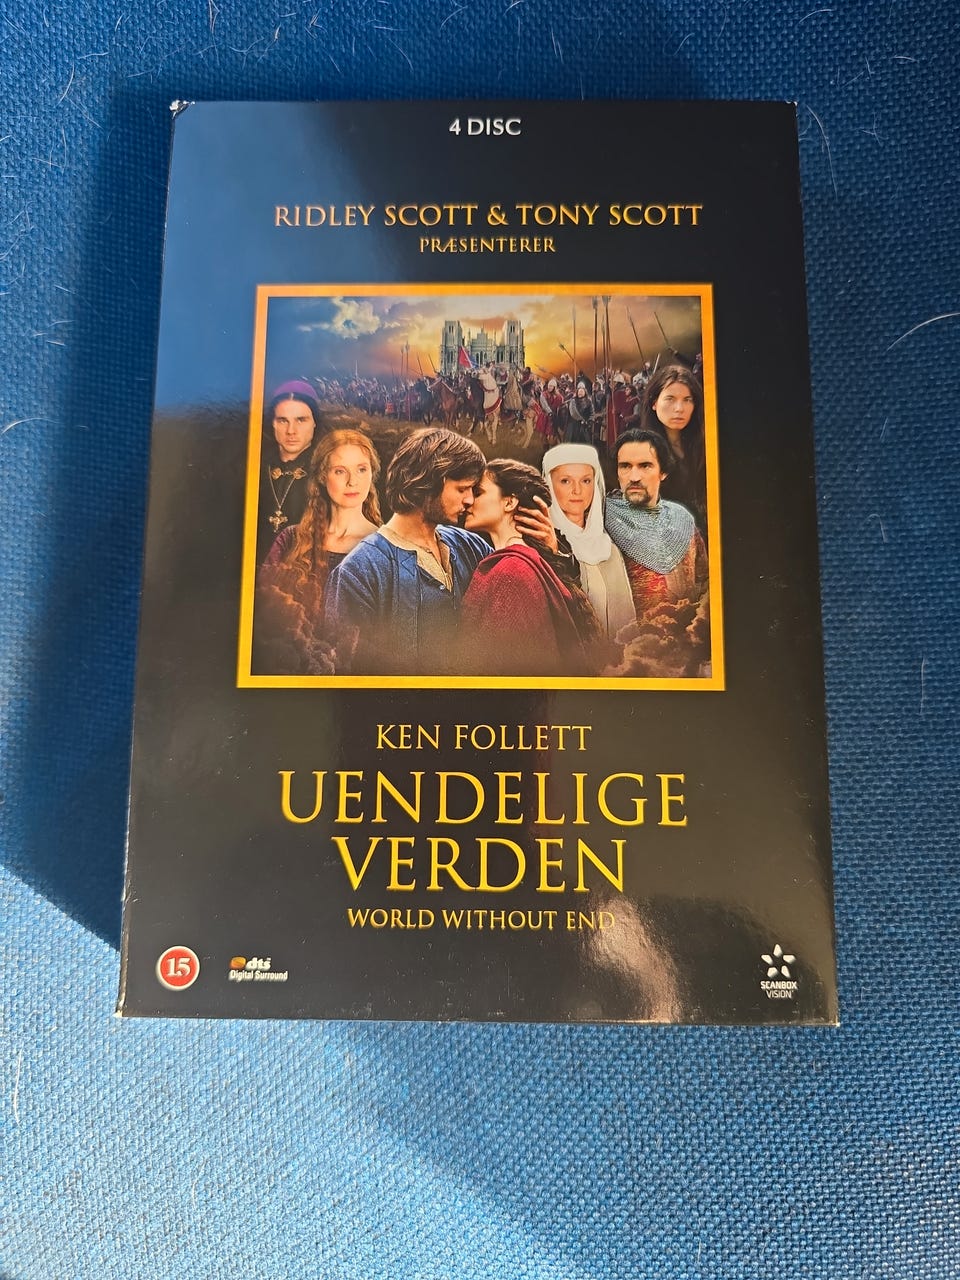 4 DISC
RIDLEY SCOTT & TONY SCOTT
PRÆSENTERER
KEN FOLLETT
UENDELIGE
VERDEN
WORLD WITHOUT END
15
dts
Digital Surround
SCANBOX
VISION